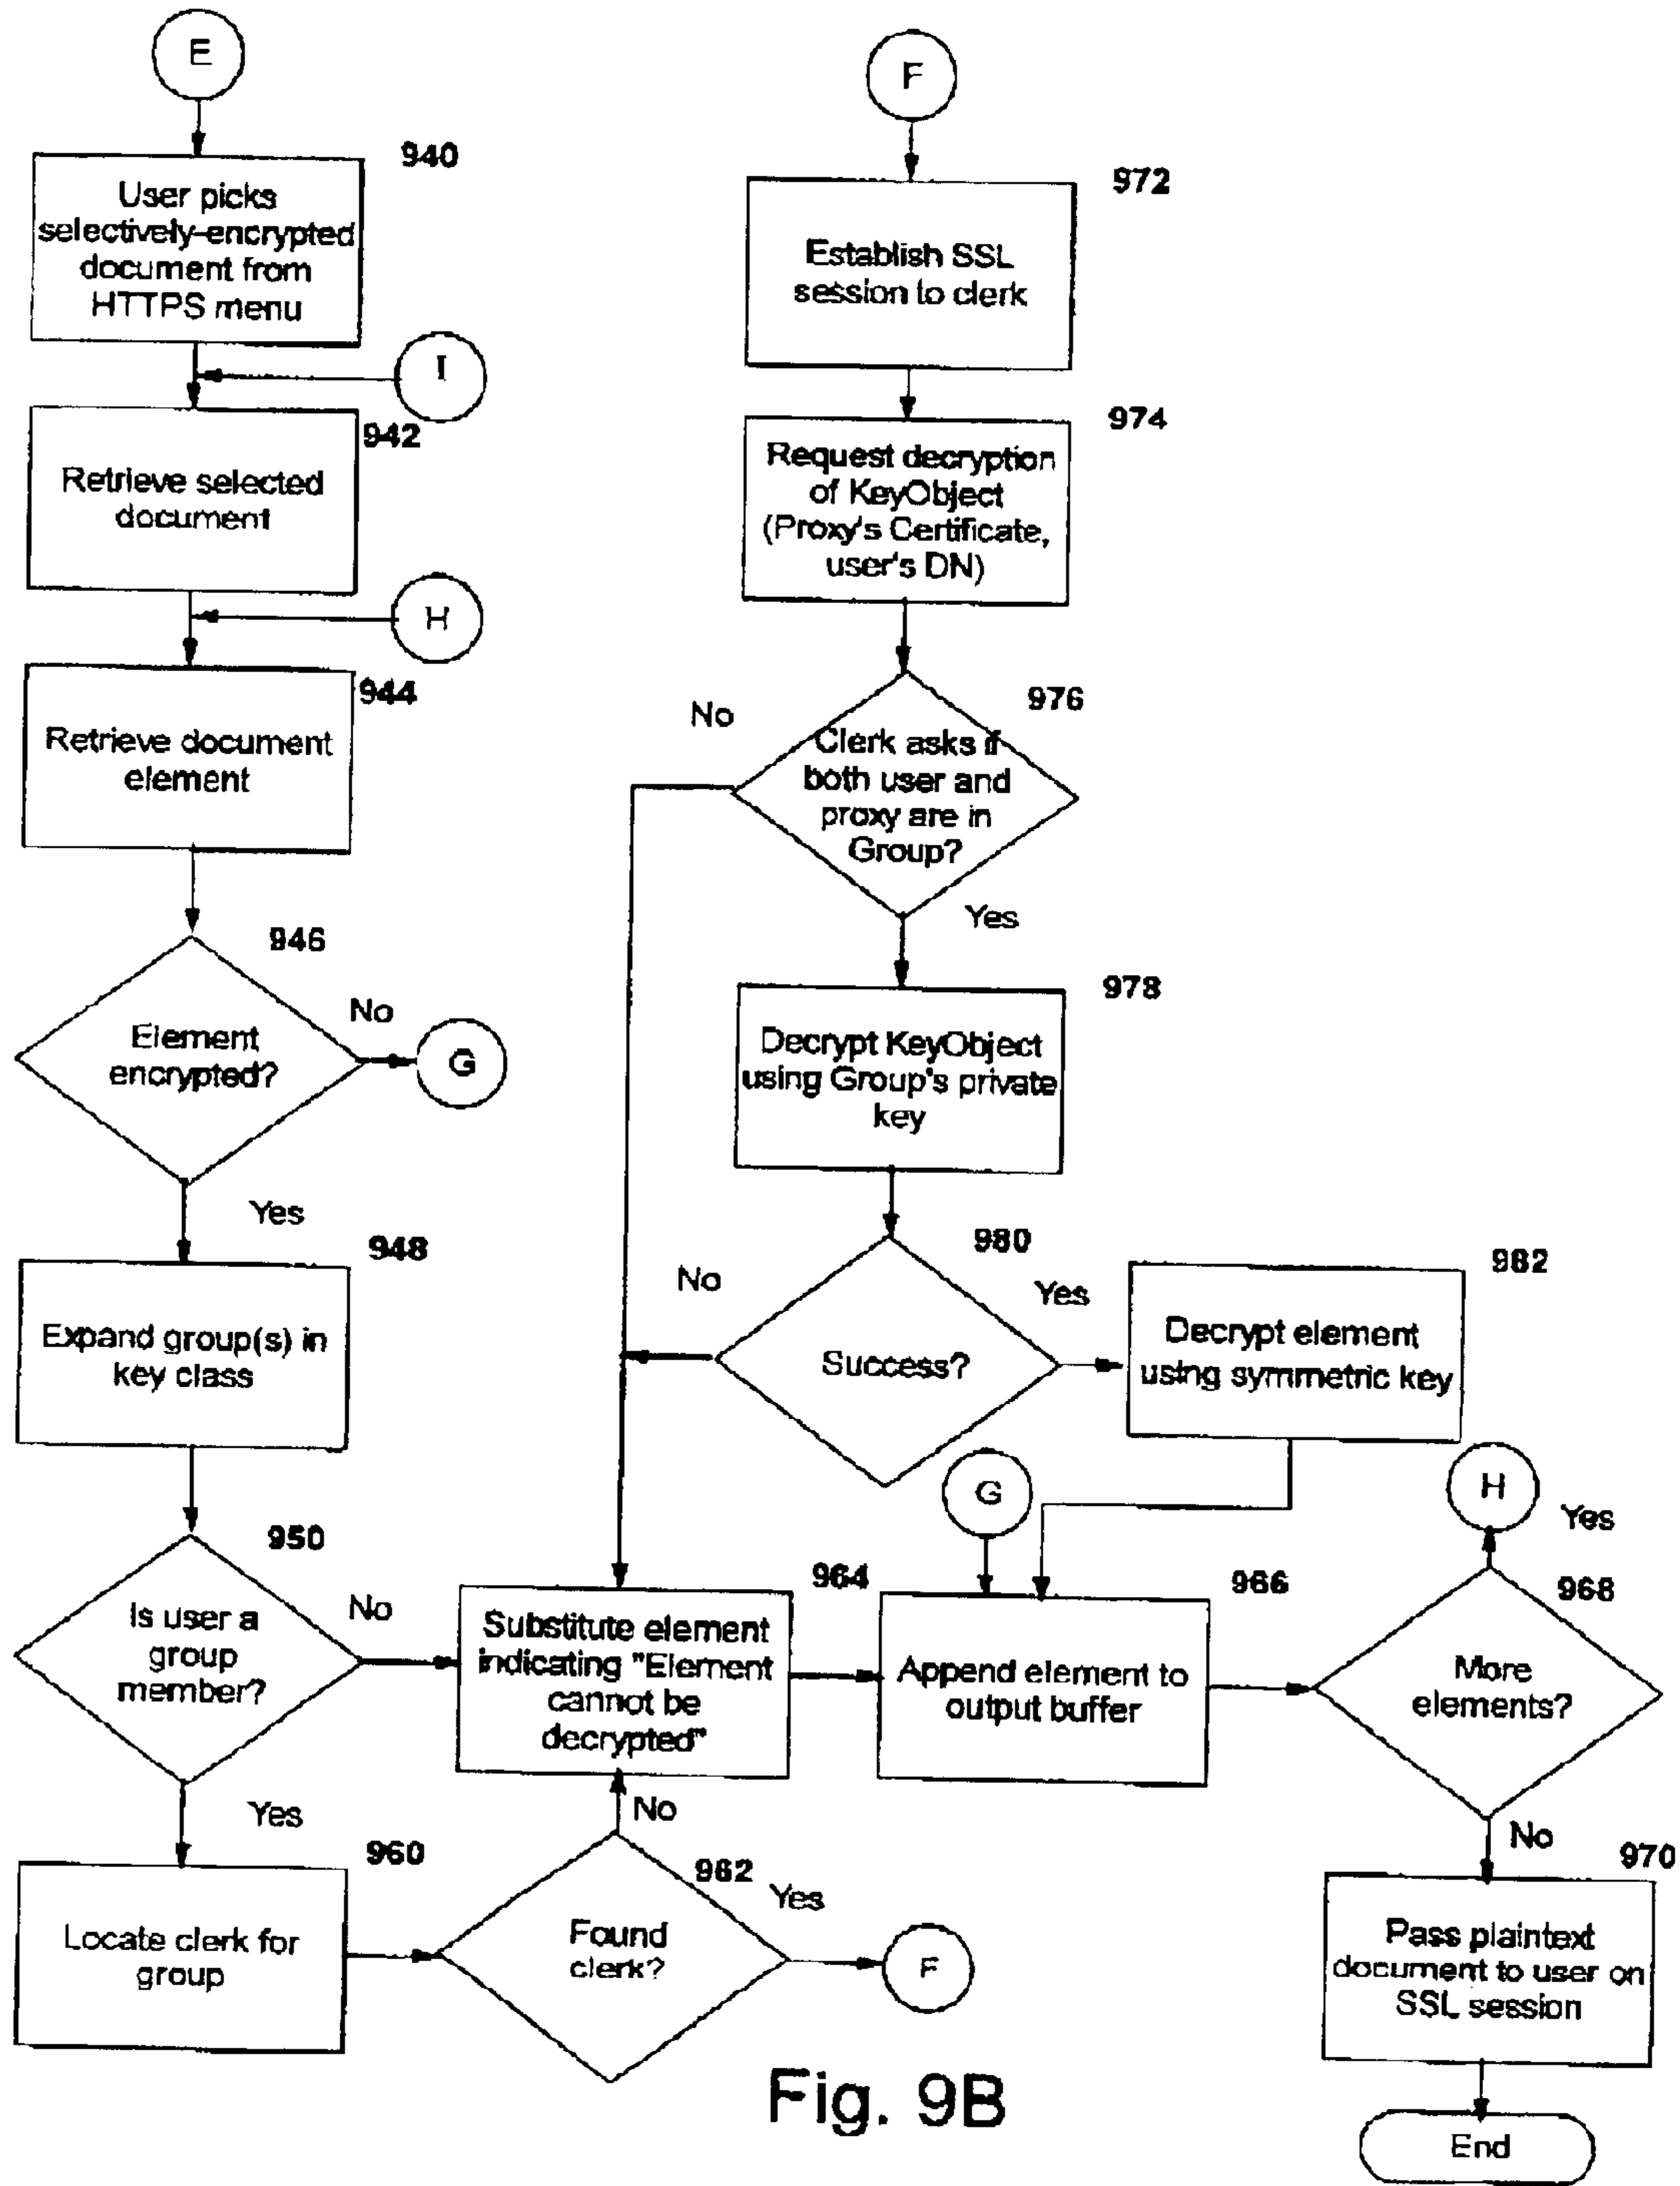 E
940
User picks
selectively-encrypted
document from
HTTPS menu
I
942
Retrieve selected
document
H
944
Retrieve document
element
946
Element
encrypted?
No
G
Yes
948
Expand group(s) in
key class
950
Is user a
group
member?
No
Yes
960
Locate clerk for
group
962
Found
clerk?
No
Yes
F
964
Substitute element
indicating "Element
cannot be
decrypted"
F
972
Establish SSL
session to clerk
974
Request decryption
of KeyObject
(Proxy's Certificate,
user's DN)
976
Clerk asks if
both user and
proxy are in
Group?
No
Yes
978
Decrypt KeyObject
using Group's private
key
980
Success?
No
Yes
982
Decrypt element
using symmetric key
G
966
Append element to
output buffer
H
Yes
968
More
elements?
No
970
Pass plaintext
document to user on
SSL session
End
Fig. 9B